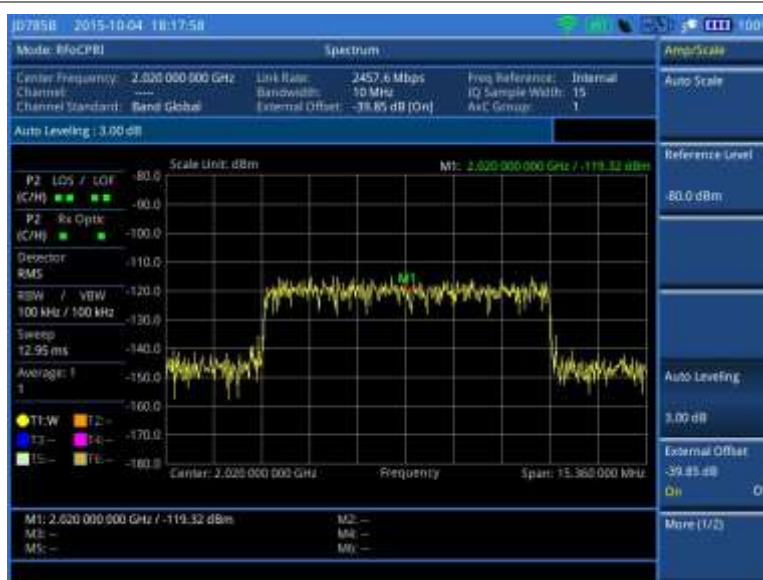 JD785B 2015-10-04 18:17:58 100%
Mode: RFoCPRI Spectrum Amp/Scale
Center Frequency: 2.020 000 000 GHz Link Rate: 2457.6 Mbps Freq Reference: Internal
Channel: ---- Bandwidth: 10 MHz IQ Sample Width: 15
Channel Standard: Band Global External Offset: -39.85 dB [On] AxC Group: 1
Auto Scale
Auto Leveling : 3.00 dB
Scale Unit: dBm M1: 2.020 000 000 GHz / -119.32 dBm
Reference Level
-80.0 dBm
P2 LOS / LOF
(C/H)
P2 Rx Optic
(C/H)
Detector
RMS
RBW / VBW
100 kHz / 100 kHz
Sweep
12.95 ms
Average: 1
1
T1:W T2:--
T3:-- T4:--
T5:-- T6:--
-80.0
-90.0
-100.0
-110.0
-120.0
-130.0
-140.0
-150.0
-160.0
-170.0
-180.0
M1
Center: 2.020 000 000 GHz Frequency Span: 15.360 000 MHz
Auto Leveling
3.00 dB
External Offset
-39.85 dB
On O
More (1/2)
M1: 2.020 000 000 GHz / -119.32 dBm M2: --
M3: -- M4: --
M5: -- M6: --